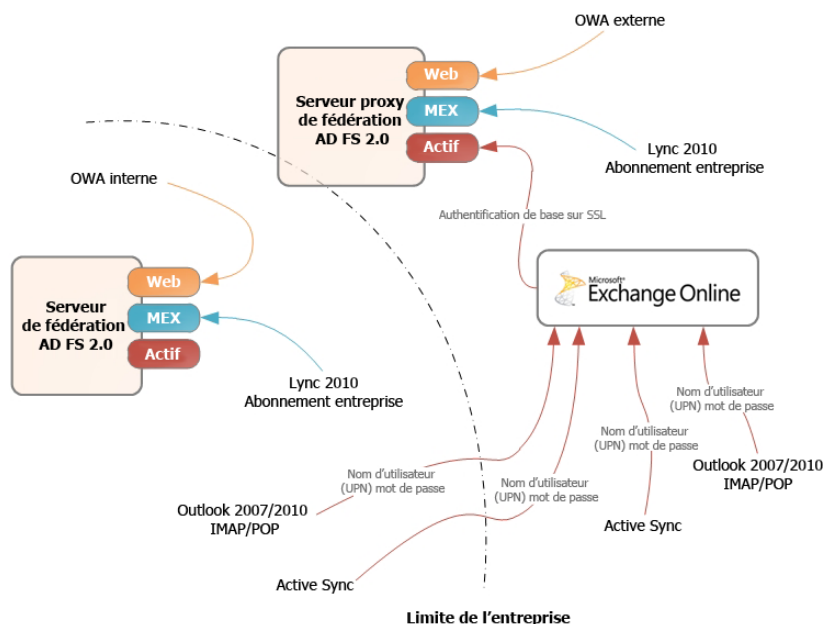 OWA externe
Web
Serveur proxy
de fédération
AD FS 2.0
MEX
Actif
Lync 2010
Abonnement entreprise
OWA interne
Authentification de base sur SSL
Web
Serveur
de fédération
AD FS 2.0
MEX
Actif
Microsoft®
Exchange Online
Lync 2010
Abonnement entreprise
Nom d'utilisateur
(UPN) mot de passe
Nom d'utilisateur
(UPN) mot de passe
Nom d'utilisateur
(UPN) mot de passe
Nom d'utilisateur
(UPN) mot de passe
Outlook 2007/2010
IMAP/POP
Outlook 2007/2010
IMAP/POP
Active Sync
Active Sync
Limite de l'entreprise